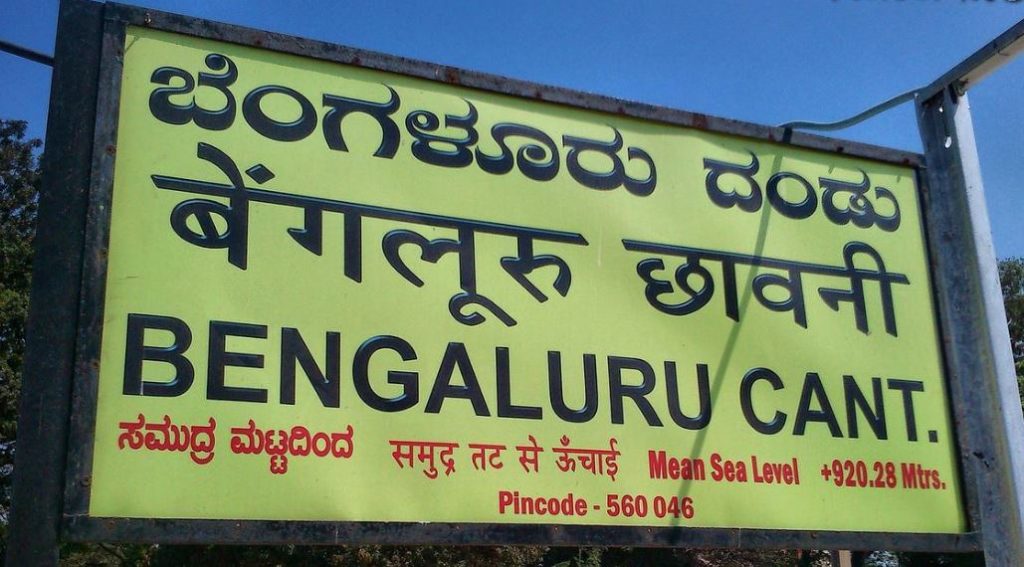 ಬೆಂಗಳೂರು ದಂಡು
बेंगलूरु छावनी
BENGALURU CANT.
ಸಮುದ್ರ ಮಟ್ಟದಿಂದ समुद्र तट से ऊँचाई Mean Sea Level +920.28 Mtrs.
Pincode - 560 046